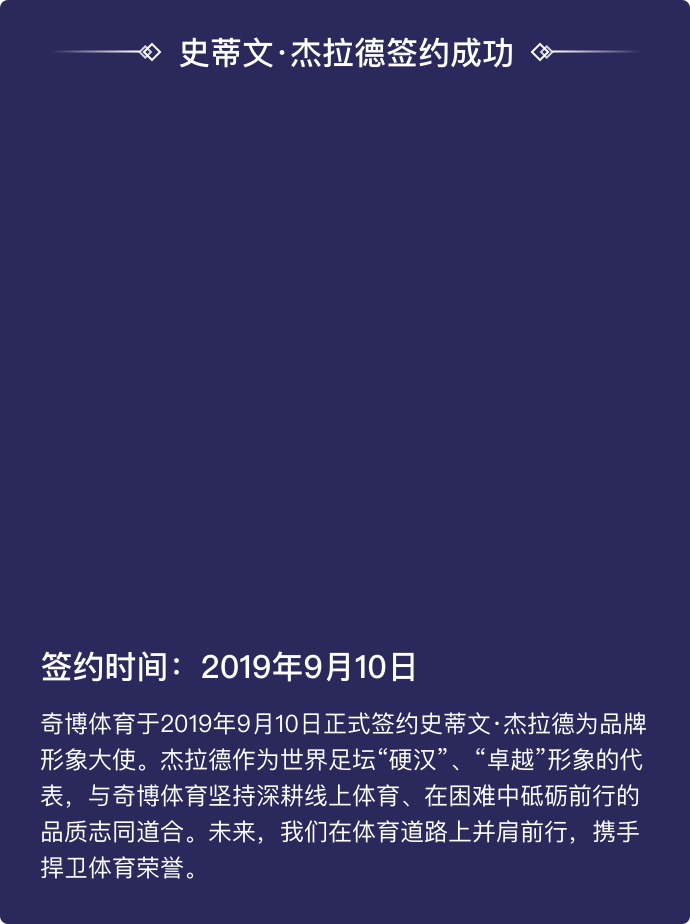 史蒂文·杰拉德签约成功
签约时间：2019年9月10日
奇博体育于2019年9月10日正式签约史蒂文·杰拉德为品牌
形象大使。杰拉德作为世界足坛“硬汉”、“卓越”形象的代
表，与奇博体育坚持深耕线上体育、在困难中砥砺前行的
品质志同道合。未来，我们在体育道路上并肩前行，携手
捍卫体育荣誉。